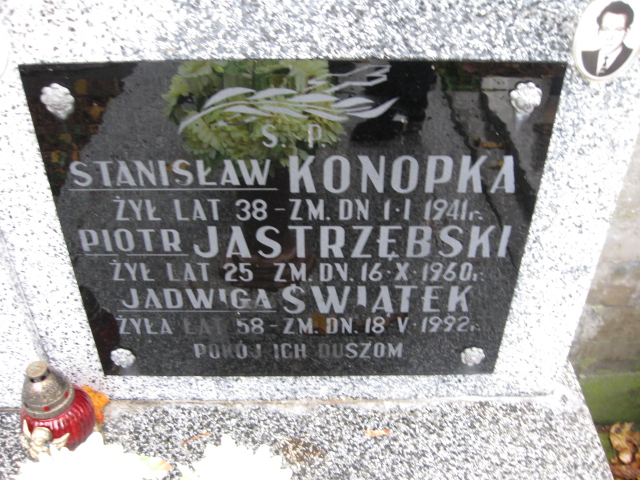 Ś. P.
STANISŁAW KONOPKA
ŻYŁ LAT 38 - ZM. DN 1·I 1941r.
PIOTR JASTRZĘBSKI
ŻYŁ LAT 25 ZM. DN. 16·X·1960r.
JADWIGA ŚWIĄTEK
ŻYŁA LAT 58 - ZM. DN. 18 V·1992r.
POKÓJ ICH DUSZOM